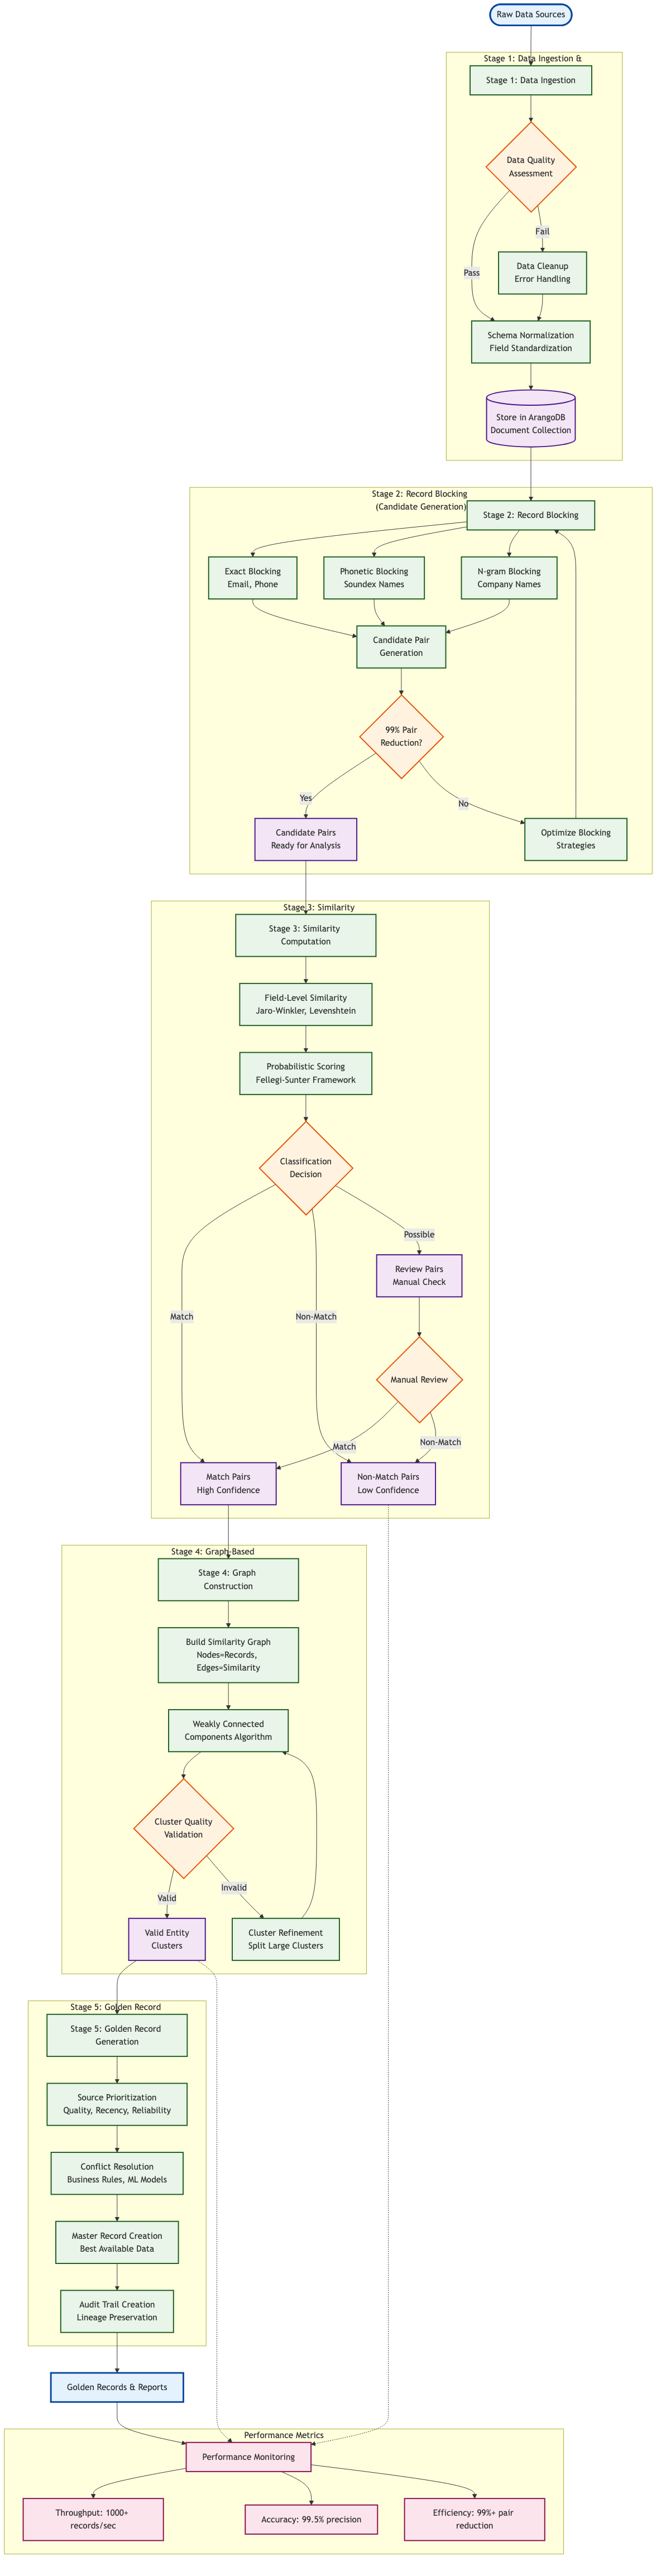 Raw Data Sources
Stage 1: Data Ingestion &
Stage 1: Data Ingestion
Data Quality
Assessment
Fail
Pass
Data Cleanup
Error Handling
Schema Normalization
Field Standardization
Store in ArangoDB
Document Collection
Stage 2: Record Blocking
(Candidate Generation)
Stage 2: Record Blocking
Exact Blocking
Email, Phone
Phonetic Blocking
Soundex Names
N-gram Blocking
Company Names
Candidate Pair
Generation
99% Pair
Reduction?
Yes
No
Candidate Pairs
Ready for Analysis
Optimize Blocking
Strategies
Stage 3: Similarity
Stage 3: Similarity
Computation
Field-Level Similarity
Jaro-Winkler, Levenshtein
Probabilistic Scoring
Fellegi-Sunter Framework
Classification
Decision
Possible
Review Pairs
Manual Check
Match
Non-Match
Manual Review
Match
Non-Match
Match Pairs
High Confidence
Non-Match Pairs
Low Confidence
Stage 4: Graph-Based
Stage 4: Graph
Construction
Build Similarity Graph
Nodes=Records,
Edges=Similarity
Weakly Connected
Components Algorithm
Cluster Quality
Validation
Valid
Invalid
Valid Entity
Clusters
Cluster Refinement
Split Large Clusters
Stage 5: Golden Record
Stage 5: Golden Record
Generation
Source Prioritization
Quality, Recency, Reliability
Conflict Resolution
Business Rules, ML Models
Master Record Creation
Best Available Data
Audit Trail Creation
Lineage Preservation
Golden Records & Reports
Performance Metrics
Performance Monitoring
Throughput: 1000+
records/sec
Accuracy: 99.5% precision
Efficiency: 99%+ pair
reduction